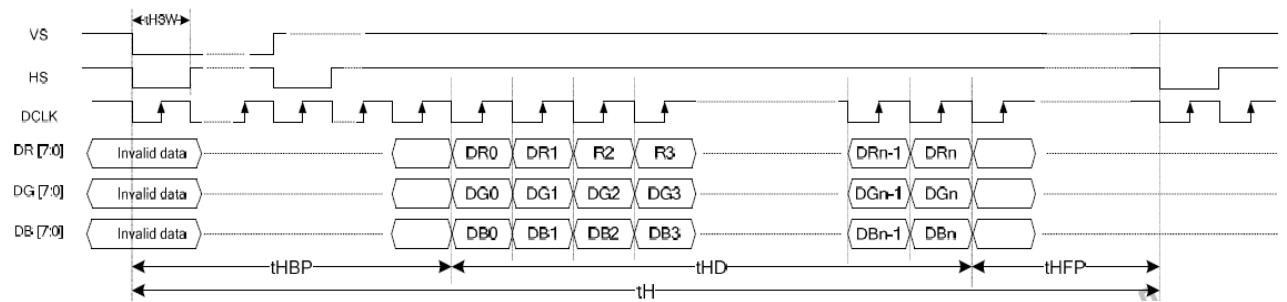 tHSW
VS
HS
DCLK
DR [7:0] Invalid data DR0 DR1 R2 R3 DRn-1 DRn
DG [7:0] Invalid data DG0 DG1 DG2 DG3 DGn-1 DGn
DB [7:0] Invalid data DB0 DB1 DB2 DB3 DBn-1 DBn
tHBP tHD tHFP
tH